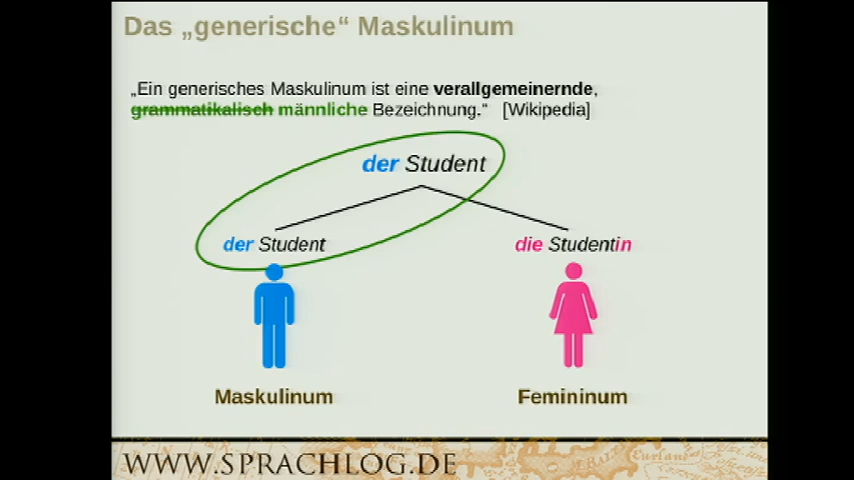 Das „generische“ Maskulinum
„Ein generisches Maskulinum ist eine verallgemeinernde,
grammatikalisch männliche Bezeichnung.“ [Wikipedia]
der Student
der Student
die Studentin
Maskulinum
Femininum
WWW.SPRACHLOG.DE
Curland